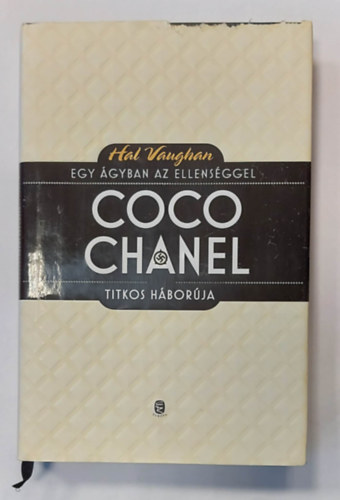 Hal Vaughan
EGY ÁGYBAN AZ ELLENSÉGGEL
COCO
CHANEL
TITKOS HÁBORÚJA